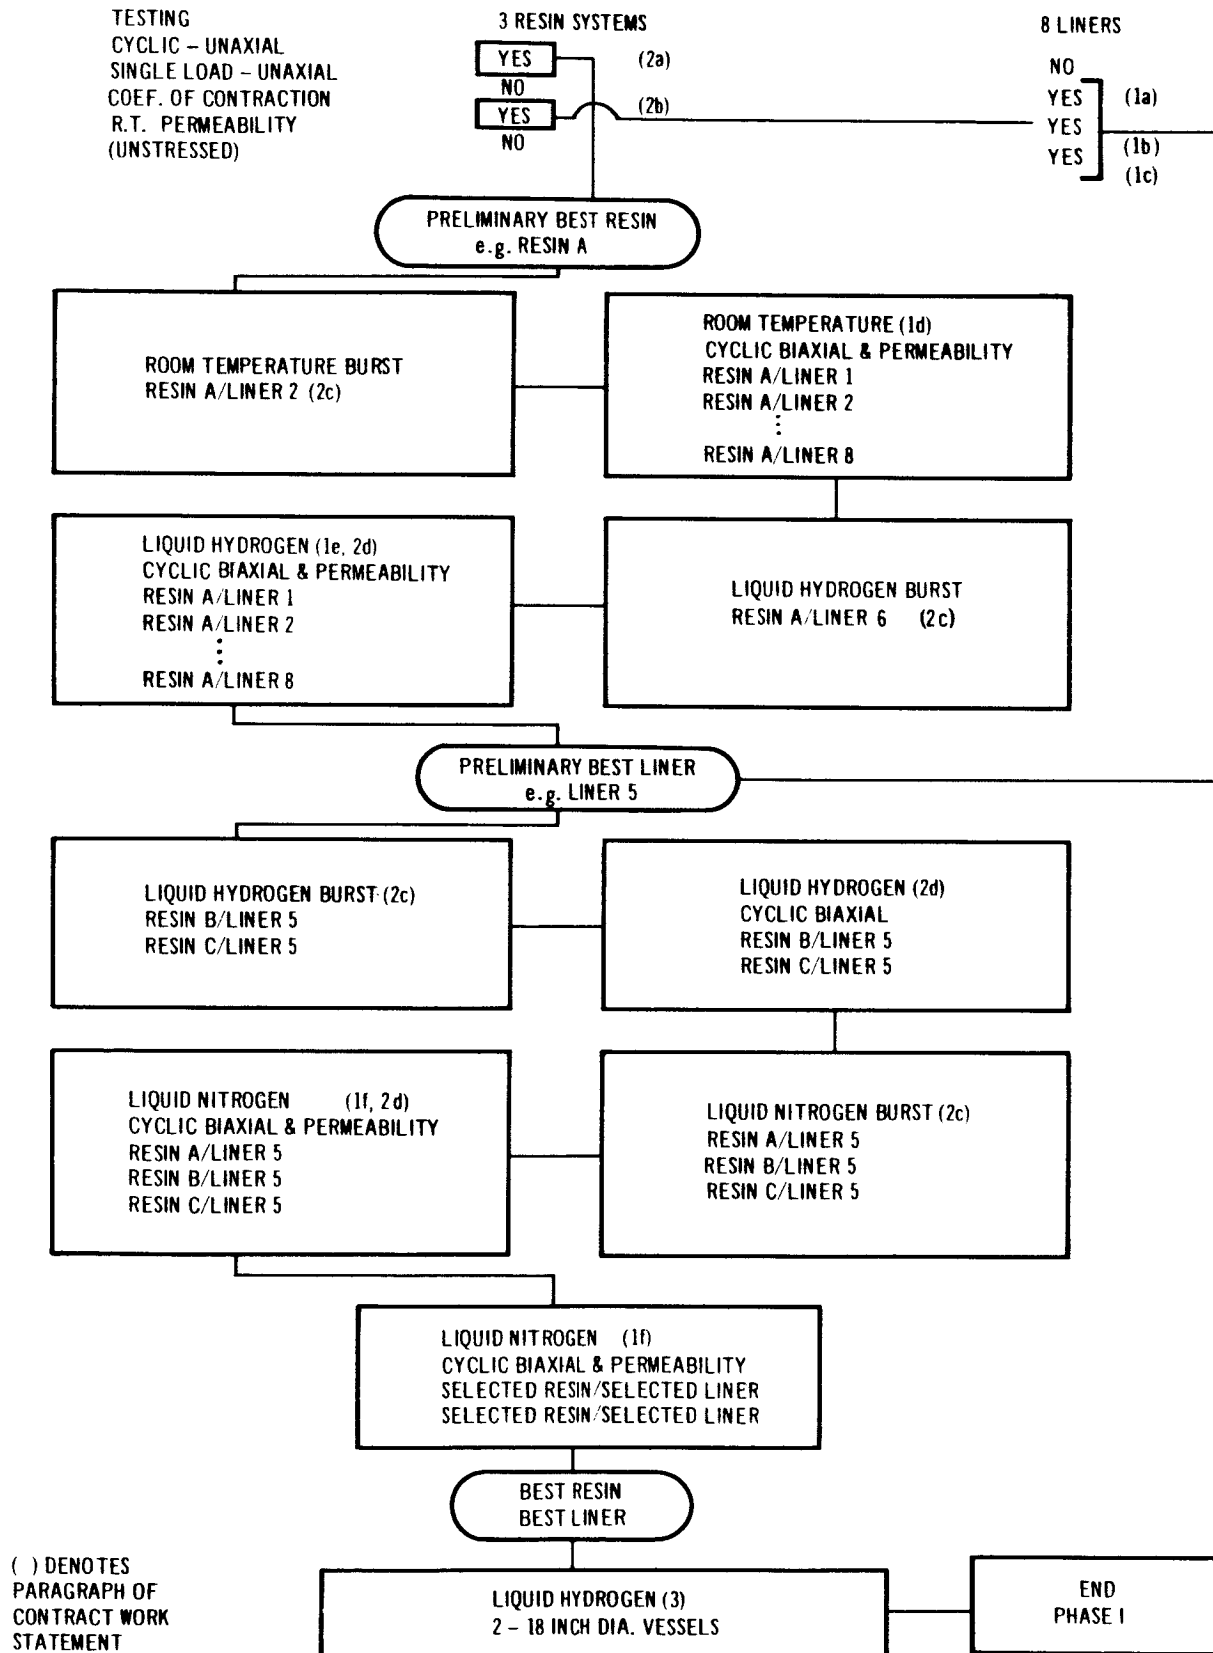 TESTING
CYCLIC – UNAXIAL
SINGLE LOAD – UNAXIAL
COEF. OF CONTRACTION
R.T. PERMEABILITY
(UNSTRESSED)
3 RESIN SYSTEMS
YES (2a)
NO
YES (2b)
NO
8 LINERS
NO
YES (1a)
YES
YES (1b)
(1c)
PRELIMINARY BEST RESIN
e.g. RESIN A
ROOM TEMPERATURE BURST
RESIN A/LINER 2 (2c)
ROOM TEMPERATURE (1d)
CYCLIC BIAXIAL & PERMEABILITY
RESIN A/LINER 1
RESIN A/LINER 2
⋮
RESIN A/LINER 8
LIQUID HYDROGEN (1e, 2d)
CYCLIC BIAXIAL & PERMEABILITY
RESIN A/LINER 1
RESIN A/LINER 2
⋮
RESIN A/LINER 8
LIQUID HYDROGEN BURST
RESIN A/LINER 6 (2c)
PRELIMINARY BEST LINER
e.g. LINER 5
LIQUID HYDROGEN BURST (2c)
RESIN B/LINER 5
RESIN C/LINER 5
LIQUID HYDROGEN (2d)
CYCLIC BIAXIAL
RESIN B/LINER 5
RESIN C/LINER 5
LIQUID NITROGEN (1f, 2d)
CYCLIC BIAXIAL & PERMEABILITY
RESIN A/LINER 5
RESIN B/LINER 5
RESIN C/LINER 5
LIQUID NITROGEN BURST (2c)
RESIN A/LINER 5
RESIN B/LINER 5
RESIN C/LINER 5
LIQUID NITROGEN (1f)
CYCLIC BIAXIAL & PERMEABILITY
SELECTED RESIN/SELECTED LINER
SELECTED RESIN/SELECTED LINER
BEST RESIN
BEST LINER
( ) DENOTES
PARAGRAPH OF
CONTRACT WORK
STATEMENT
LIQUID HYDROGEN (3)
2 – 18 INCH DIA. VESSELS
END
PHASE I